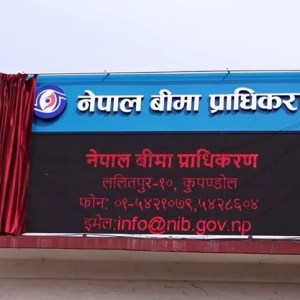 नेपाल बीमा प्राधिकर
नेपाल बीमा प्राधिकरण
ललितपुर-१०, कुपण्डोल
फोन: ०१-५४२१०७९,५४२८६०४
इमेल:info@nib.gov.np